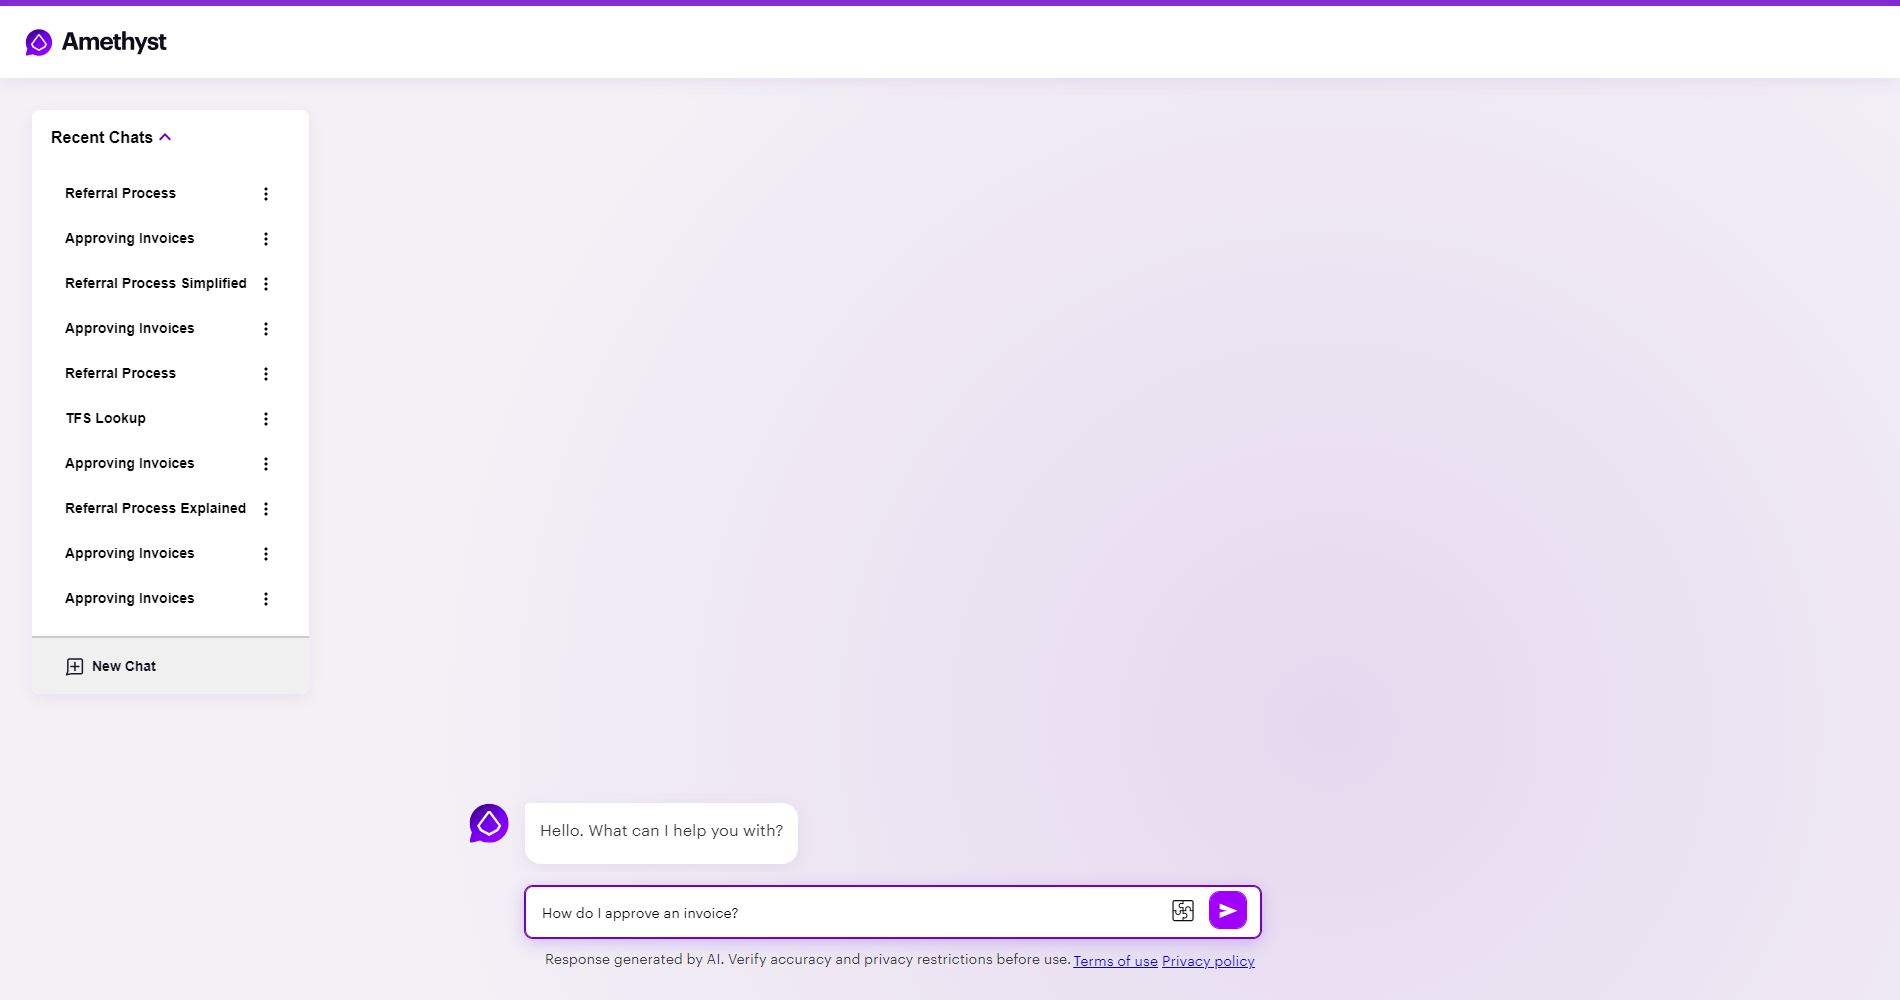 Amethyst
Recent Chats
Referral Process
Approving Invoices
Referral Process Simplified
Approving Invoices
Referral Process
TFS Lookup
Approving Invoices
Referral Process Explained
Approving Invoices
Approving Invoices
New Chat
Hello. What can I help you with?
How do I approve an invoice?
Response generated by AI. Verify accuracy and privacy restrictions before use. Terms of use Privacy policy